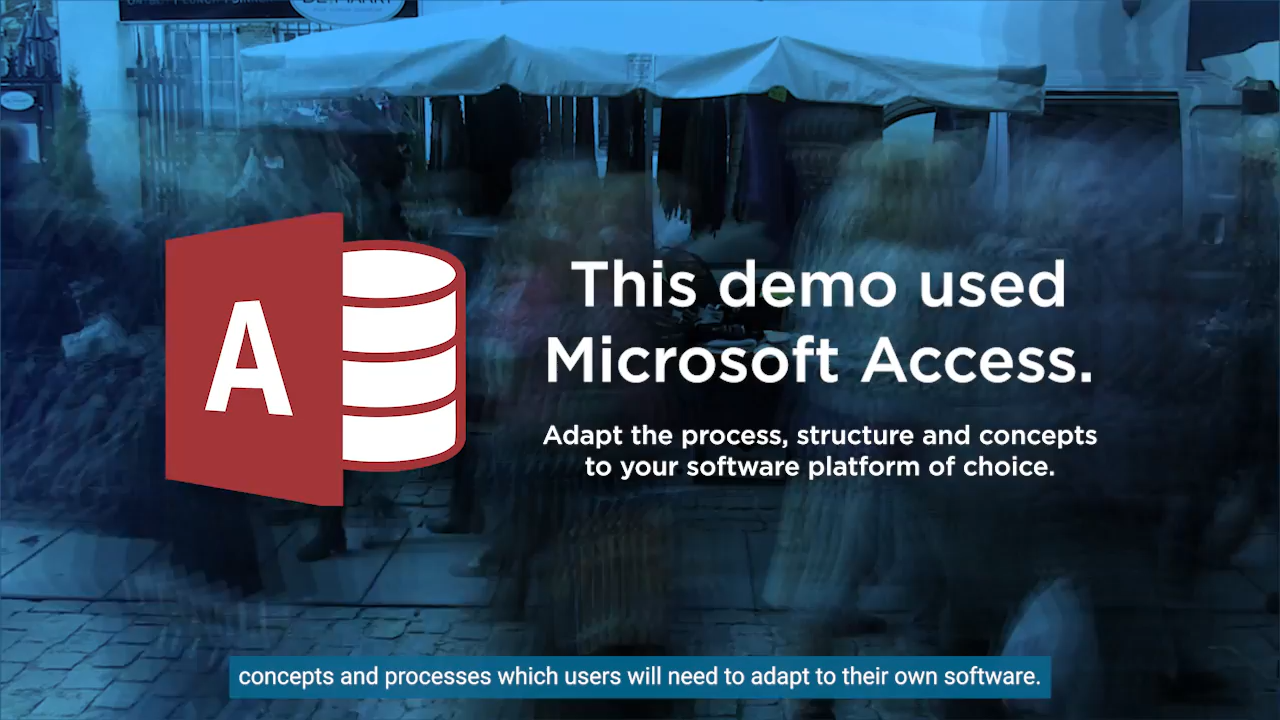 A
This demo used
Microsoft Access.
Adapt the process, structure and concepts
to your software platform of choice.
concepts and processes which users will need to adapt to their own software.